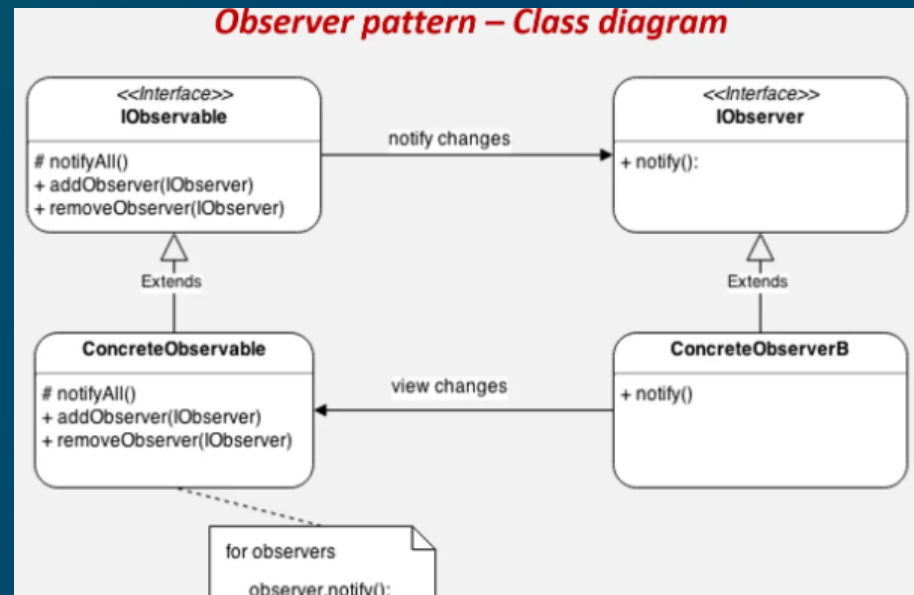 Observer pattern – Class diagram
<<Interface>>
IObservable
# notifyAll()
+ addObserver(IObserver)
+ removeObserver(IObserver)
notify changes
<<Interface>>
IObserver
+ notify():
Extends
Extends
ConcreteObservable
# notifyAll()
+ addObserver(IObserver)
+ removeObserver(IObserver)
view changes
ConcreteObserverB
+ notify()
for observers
observer.notify();